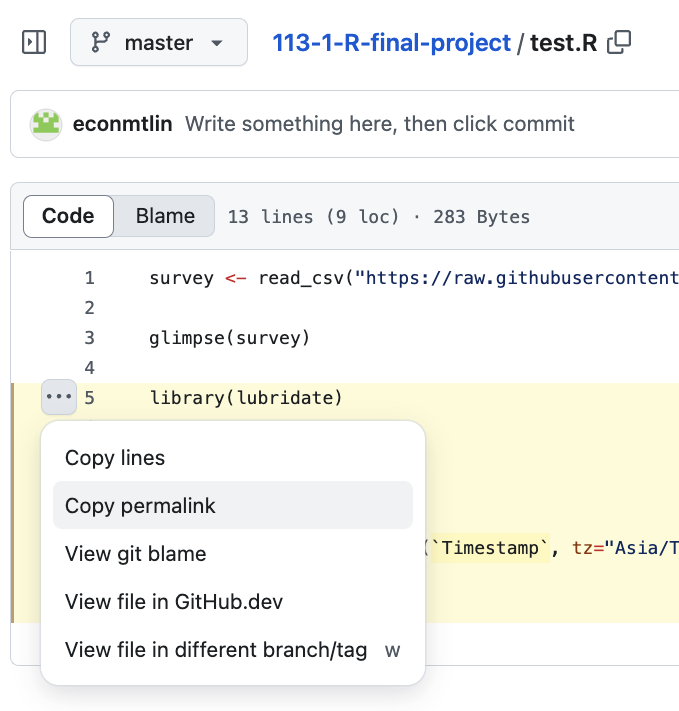 master 113-1-R-final-project / test.R
econmtlin Write something here, then click commit
Code Blame 13 lines (9 loc) · 283 Bytes
1 survey <- read_csv("https://raw.githubusercontent
2
3 glimpse(survey)
4
5 library(lubridate)
Copy lines
Copy permalink
(`Timestamp`, tz="Asia/T
View git blame
View file in GitHub.dev
View file in different branch/tag w